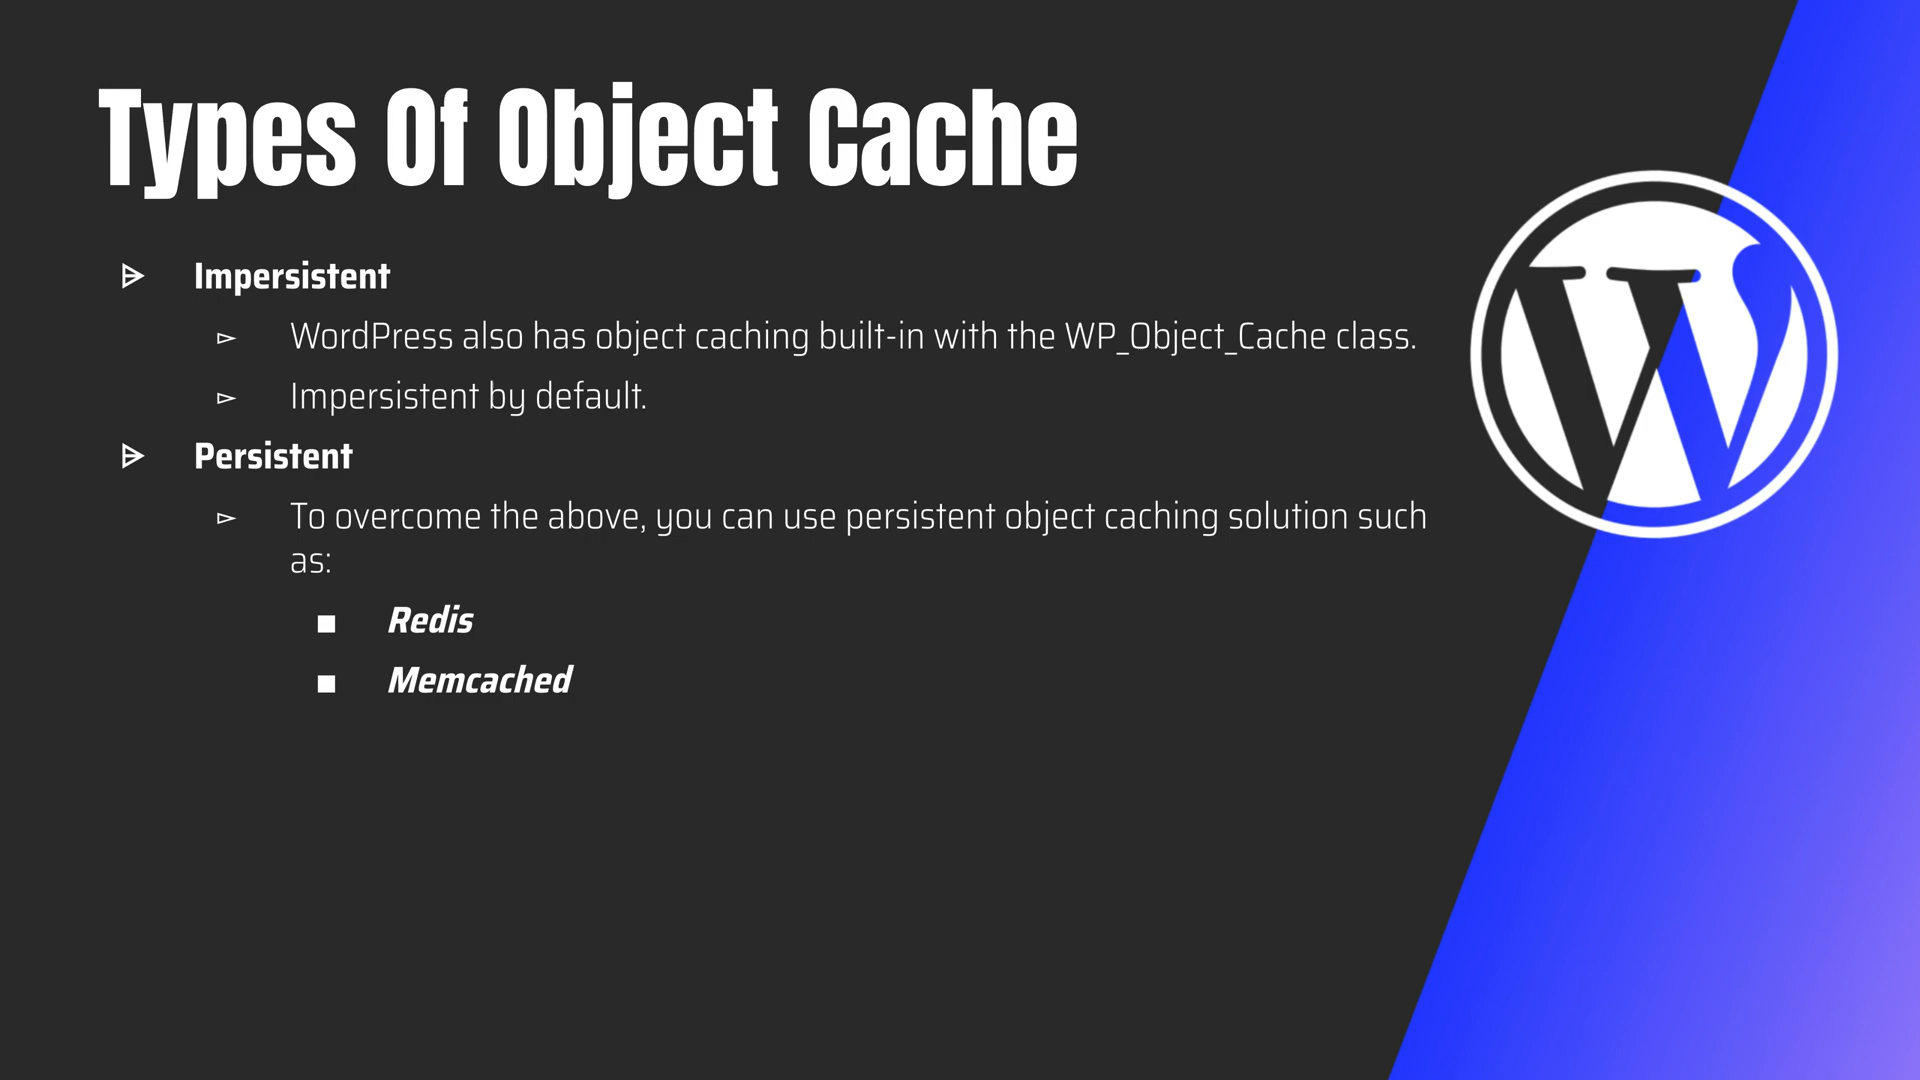 Types Of Object Cache
Impersistent
WordPress also has object caching built-in with the WP_Object_Cache class.
Impersistent by default.
Persistent
To overcome the above, you can use persistent object caching solution such
as:
Redis
Memcached